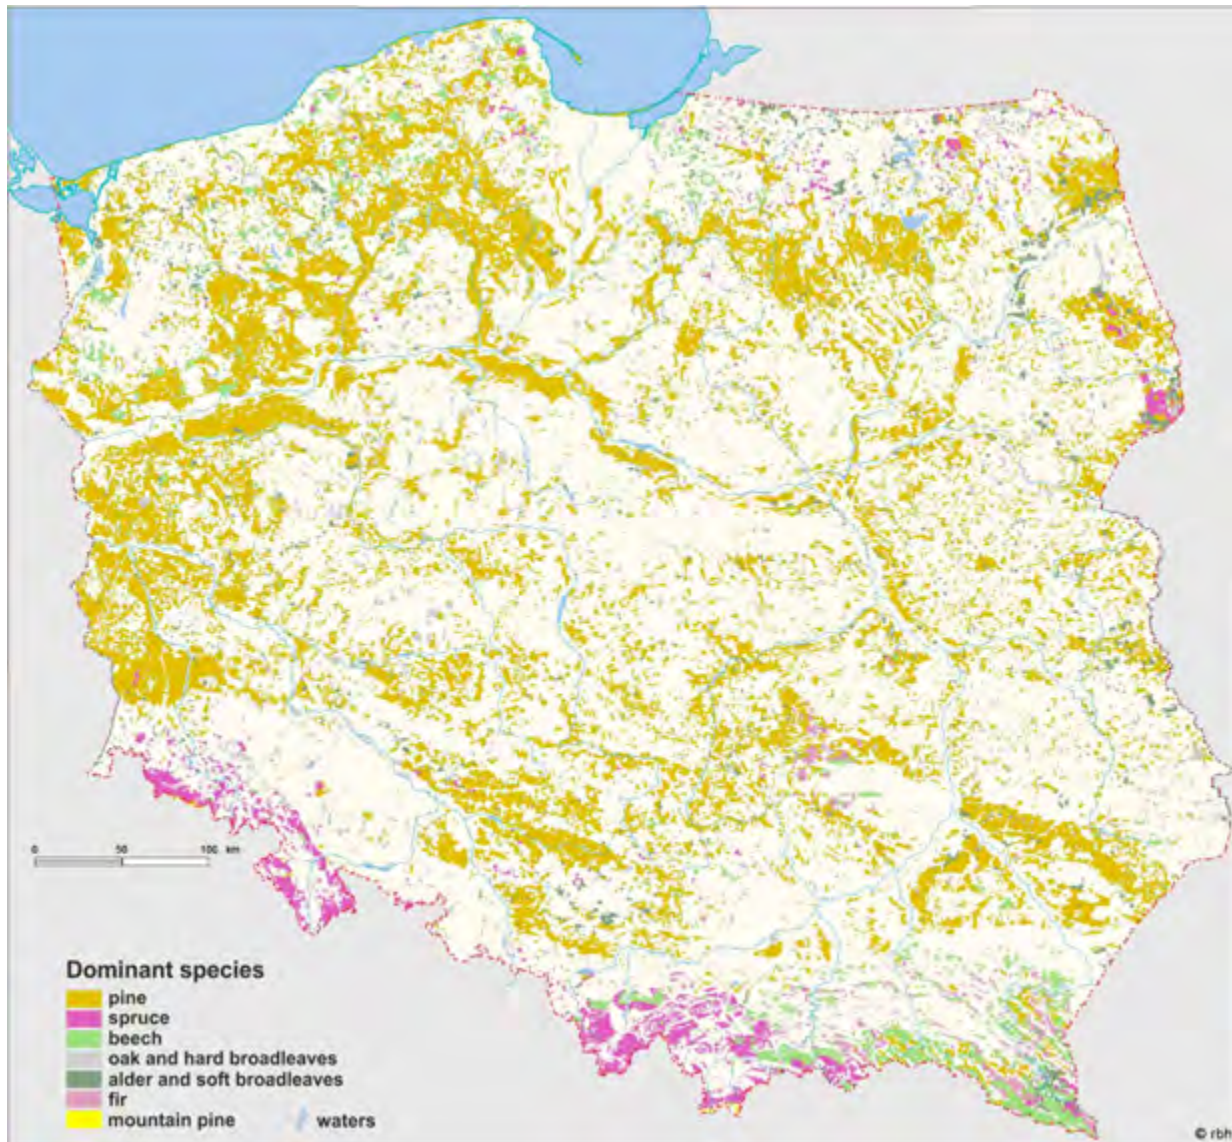 0 50 100 km
Dominant species
pine
spruce
beech
oak and hard broadleaves
alder and soft broadleaves
fir
mountain pine waters
© rbh